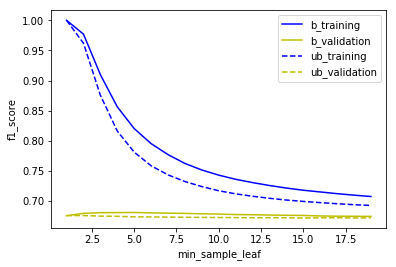 b_training
b_validation
ub_training
ub_validation
f1_score
1.00
0.95
0.90
0.85
0.80
0.75
0.70
2.5 5.0 7.5 10.0 12.5 15.0 17.5
min_sample_leaf